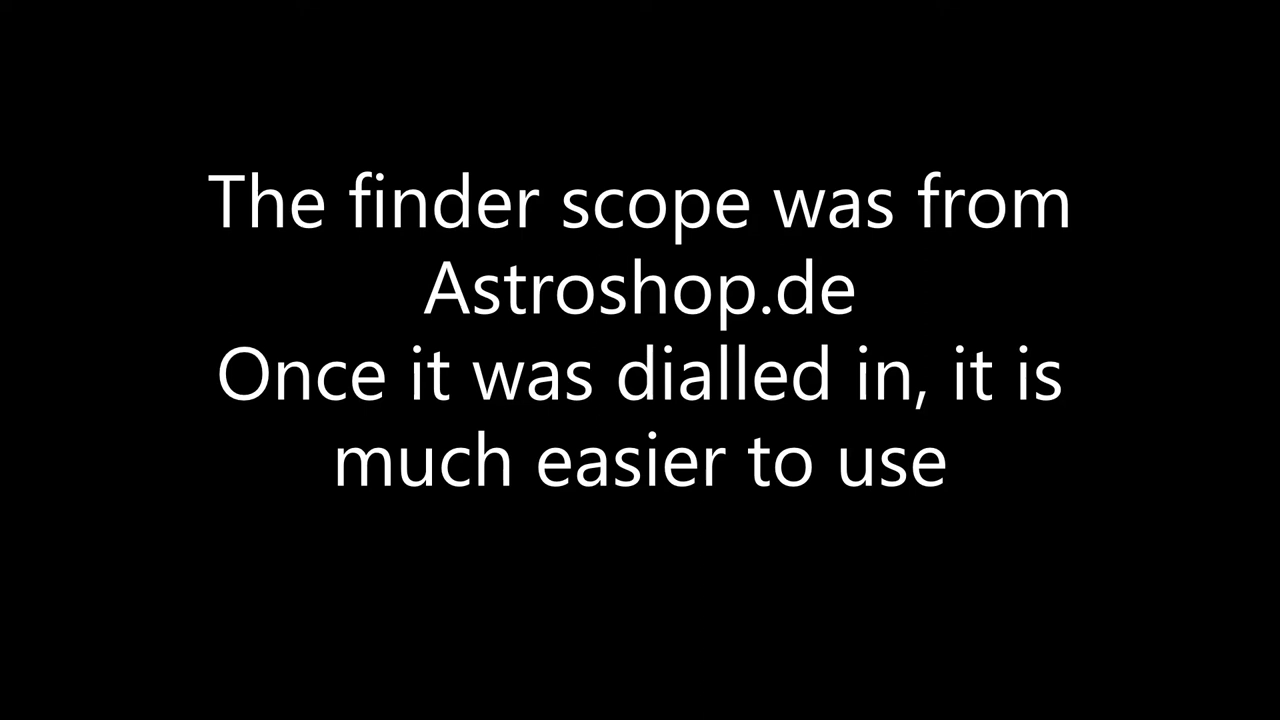 The finder scope was from
Astroshop.de
Once it was dialled in, it is
much easier to use